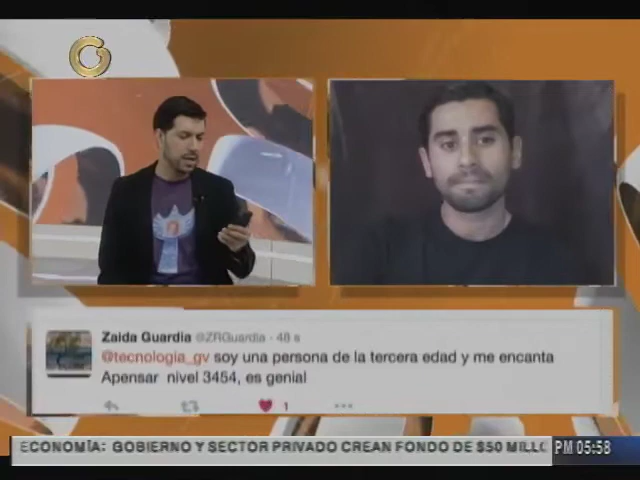 Zaida Guardia @ZRGuardia · 48 s
@tecnologia_gv soy una persona de la tercera edad y me encanta
Apensar nivel 3454, es genial
1
ECONOMÍA: GOBIERNO Y SECTOR PRIVADO CREAN FONDO DE $50 MILLO
PM 05:58